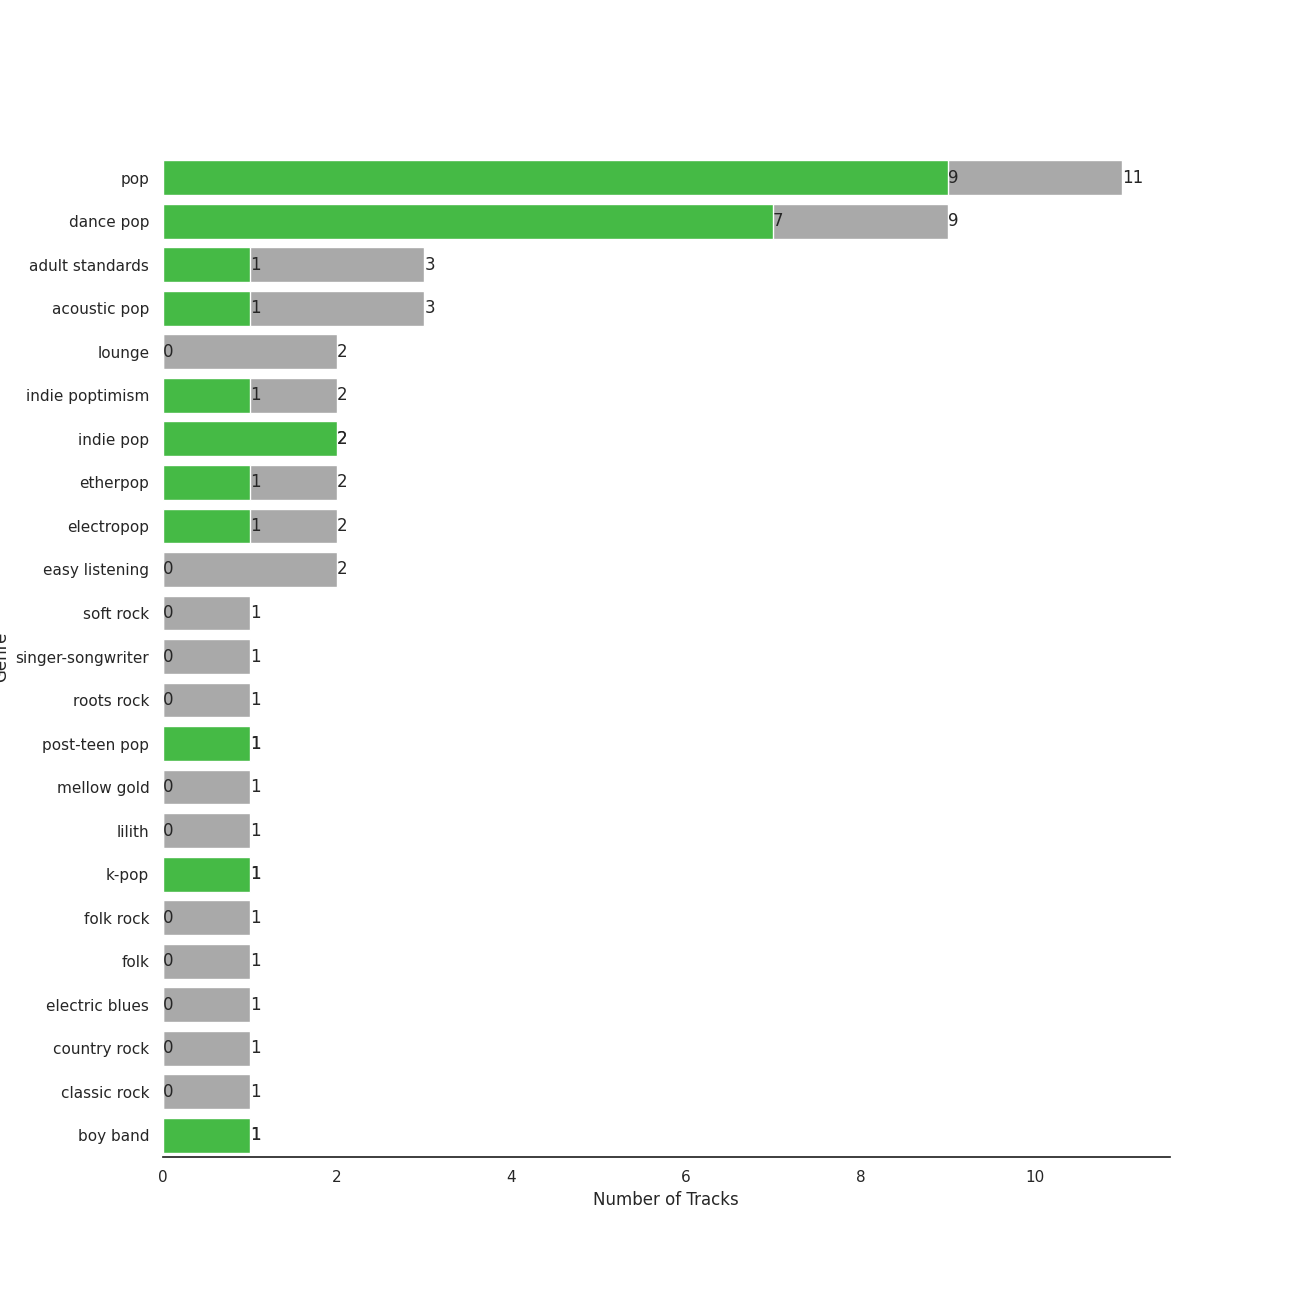 pop 9 11
dance pop 7 9
adult standards 1 3
acoustic pop 1 3
lounge 0 2
indie poptimism 1 2
indie pop 2
etherpop 1 2
electropop 1 2
easy listening 0 2
soft rock 0 1
singer-songwriter 0 1
roots rock 0 1
post-teen pop 1
mellow gold 0 1
lilith 0 1
k-pop 1
folk rock 0 1
folk 0 1
electric blues 0 1
country rock 0 1
classic rock 0 1
boy band 1
0 2 4 6 8 10
Number of Tracks
Genre